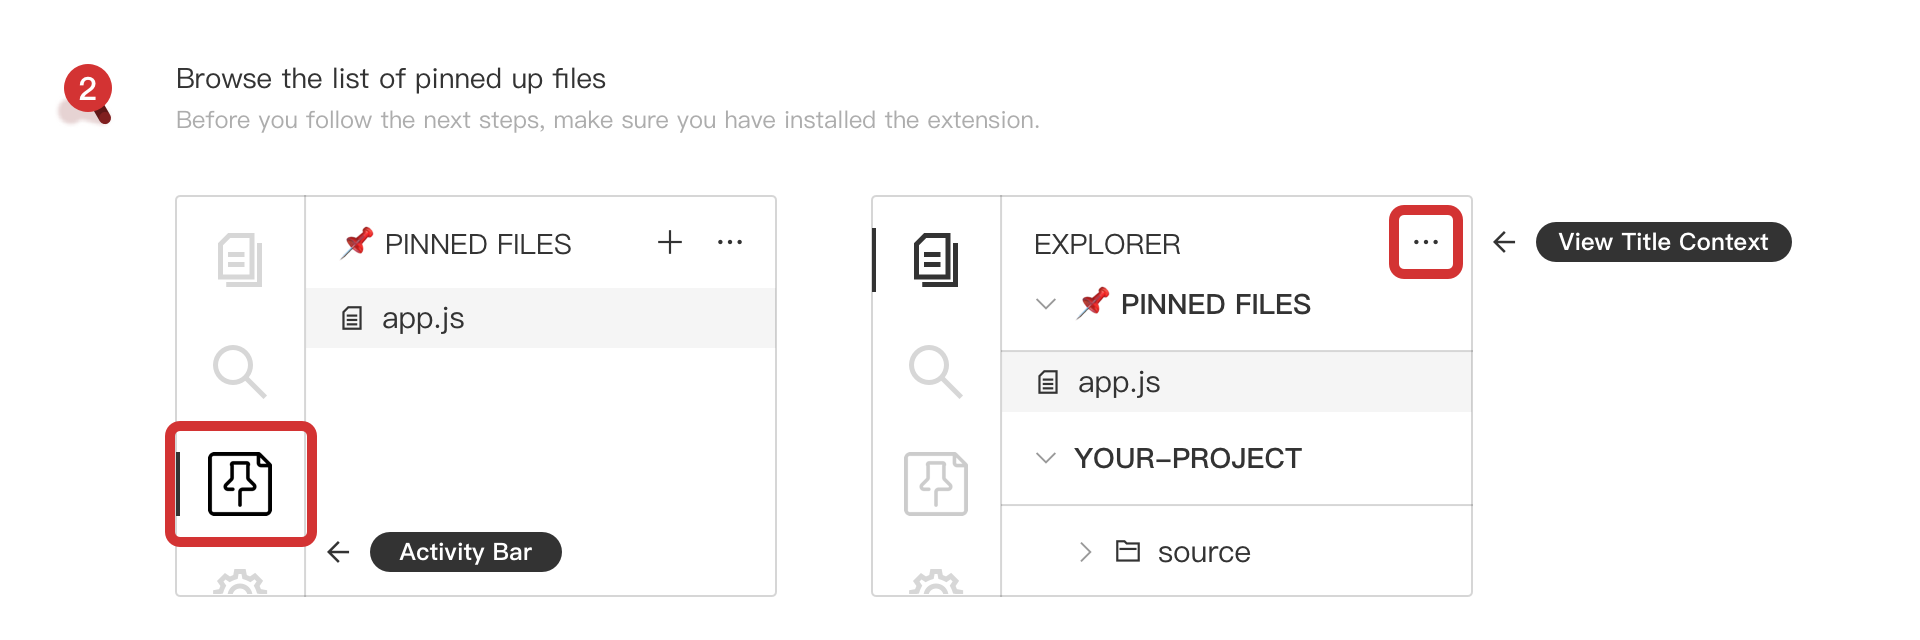 2
Browse the list of pinned up files
Before you follow the next steps, make sure you have installed the extension.
PINNED FILES
app.js
Activity Bar
EXPLORER
View Title Context
PINNED FILES
app.js
YOUR-PROJECT
source